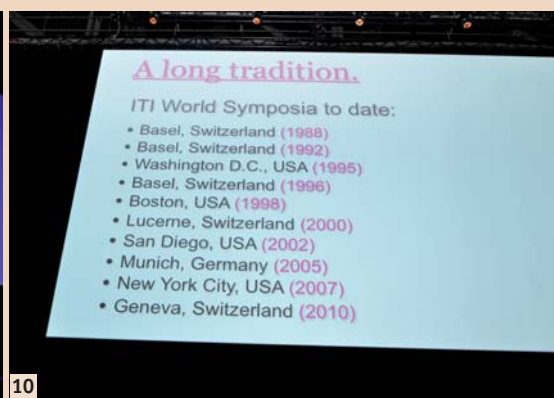 A long tradition.
ITI World Symposia to date:
• Basel, Switzerland (1988)
• Basel, Switzerland (1992)
• Washington D.C., USA (1995)
• Basel, Switzerland (1996)
• Boston, USA (1998)
• Lucerne, Switzerland (2000)
• San Diego, USA (2002)
• Munich, Germany (2005)
• New York City, USA (2007)
• Geneva, Switzerland (2010)
10